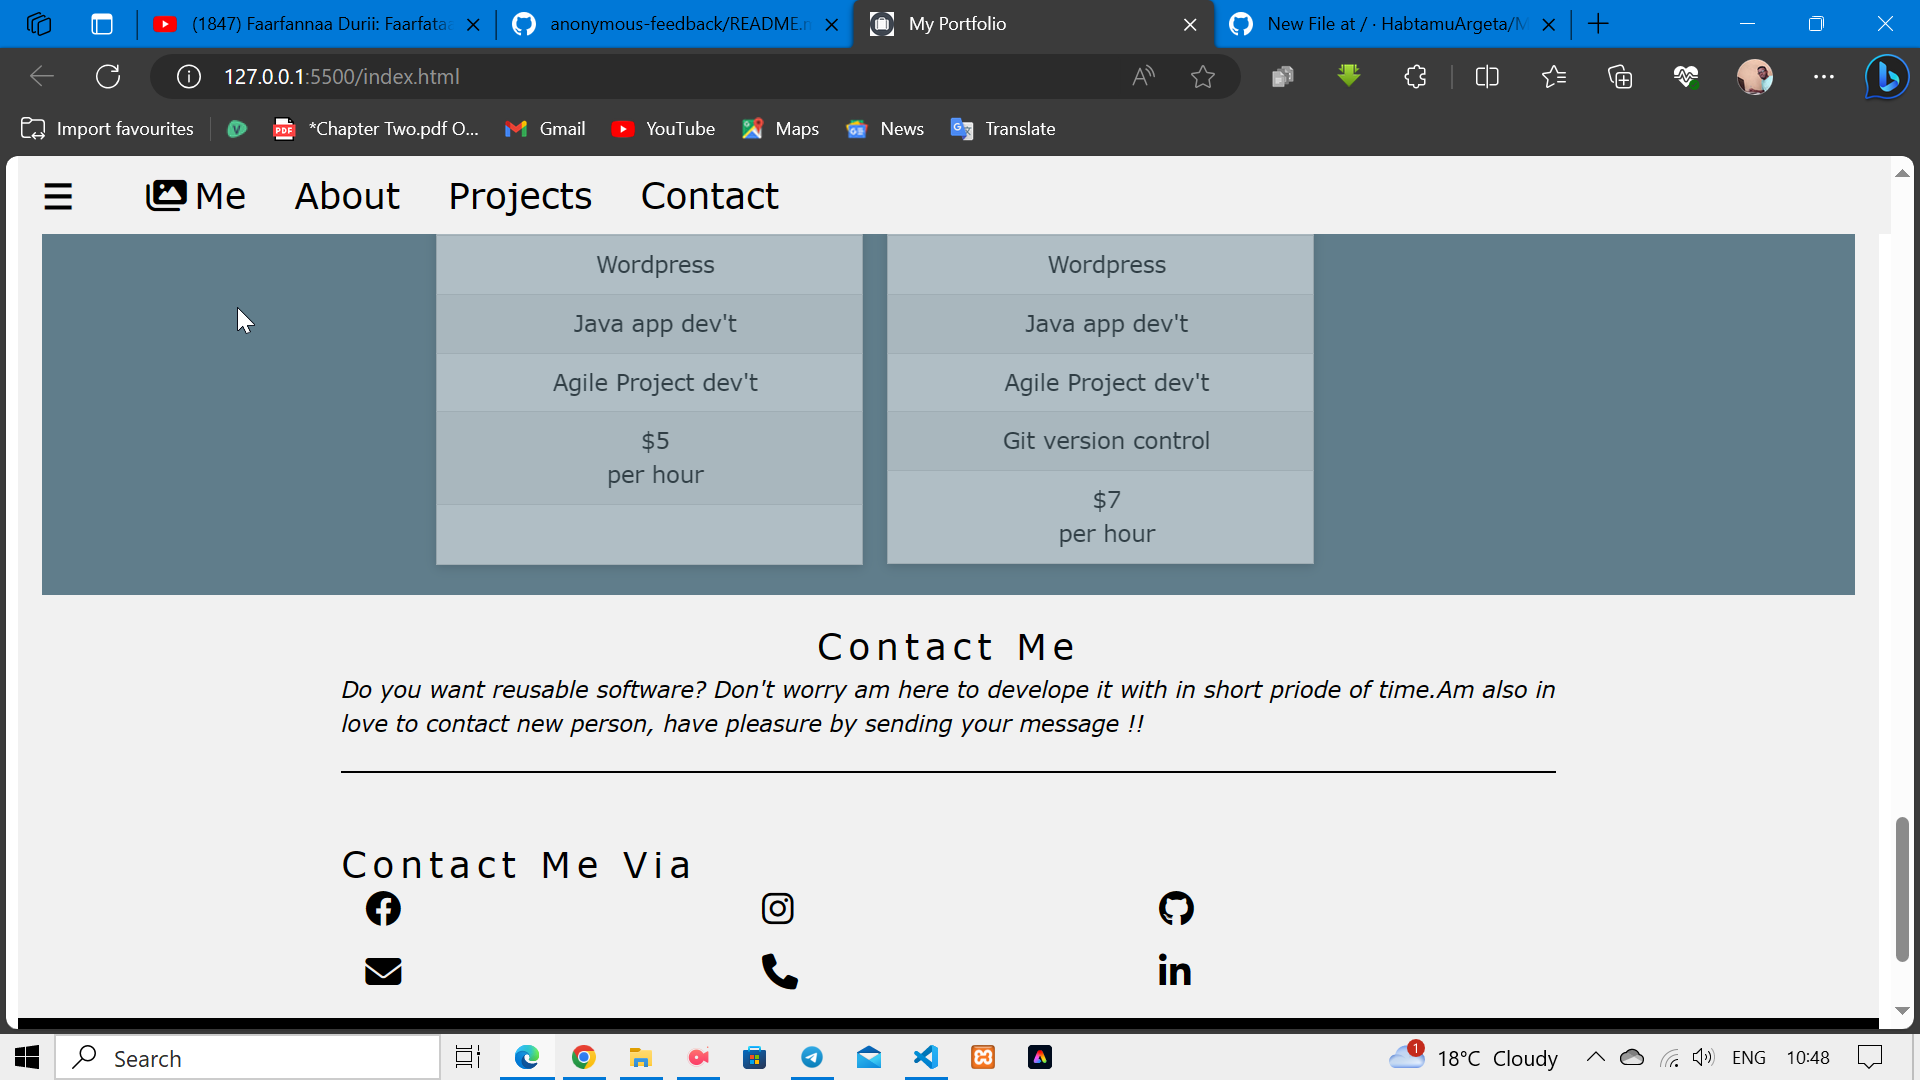 (1847) Faarfannaa Durii: Faarfata
anonymous-feedback/README.m
My Portfolio
New File at / · HabtamuArgeta/M
127.0.0.1:5500/index.html
Import favourites
*Chapter Two.pdf O...
Gmail
YouTube
Maps
News
Translate
Me
About
Projects
Contact
Wordpress
Wordpress
Java app dev't
Java app dev't
Agile Project dev't
Agile Project dev't
$5
per hour
Git version control
$7
per hour
Contact Me
Do you want reusable software? Don't worry am here to develope it with in short priode of time.Am also in
love to contact new person, have pleasure by sending your message !!
Contact Me Via
Search
1
18°C Cloudy
ENG
10:48